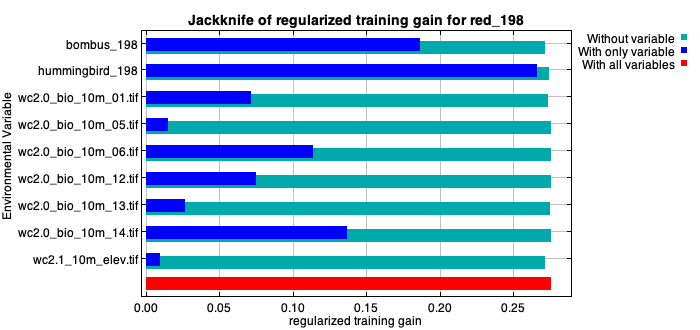 Jackknife of regularized training gain for red_198
Without variable
With only variable
With all variables
Environmental Variable
bombus_198
hummingbird_198
wc2.0_bio_10m_01.tif
wc2.0_bio_10m_05.tif
wc2.0_bio_10m_06.tif
wc2.0_bio_10m_12.tif
wc2.0_bio_10m_13.tif
wc2.0_bio_10m_14.tif
wc2.1_10m_elev.tif
0.00 0.05 0.10 0.15 0.20 0.25
regularized training gain